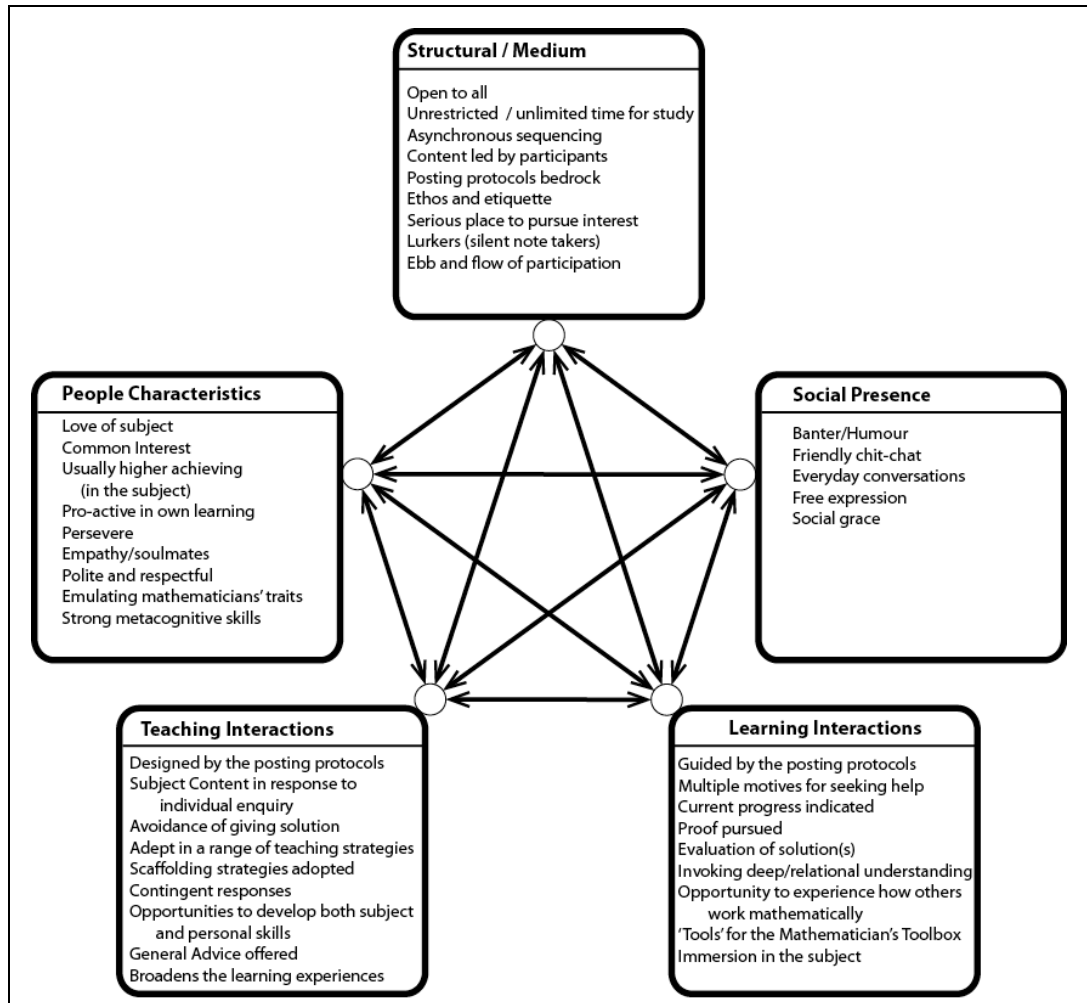 Structural / Medium
Open to all
Unrestricted / unlimited time for study
Asynchronous sequencing
Content led by participants
Posting protocols bedrock
Ethos and etiquette
Serious place to pursue interest
Lurkers (silent note takers)
Ebb and flow of participation
People Characteristics
Love of subject
Common Interest
Usually higher achieving
(in the subject)
Pro-active in own learning
Persevere
Empathy/soulmates
Polite and respectful
Emulating mathematicians' traits
Strong metacognitive skills
Social Presence
Banter/Humour
Friendly chit-chat
Everyday conversations
Free expression
Social grace
Teaching Interactions
Designed by the posting protocols
Subject Content in response to
individual enquiry
Avoidance of giving solution
Adept in a range of teaching strategies
Scaffolding strategies adopted
Contingent responses
Opportunities to develop both subject
and personal skills
General Advice offered
Broadens the learning experiences
Learning Interactions
Guided by the posting protocols
Multiple motives for seeking help
Current progress indicated
Proof pursued
Evaluation of solution(s)
Invoking deep/relational understanding
Opportunity to experience how others
work mathematically
'Tools' for the Mathematician's Toolbox
Immersion in the subject